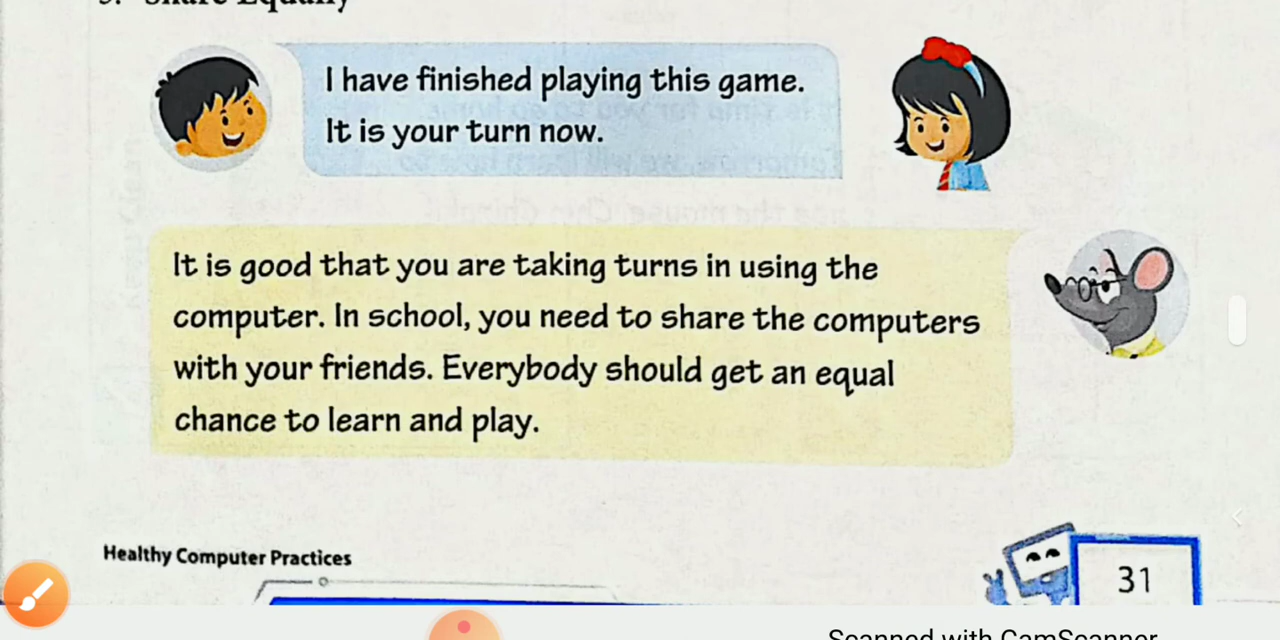 Share Equally
I have finished playing this game.
It is your turn now.
It is good that you are taking turns in using the
computer. In school, you need to share the computers
with your friends. Everybody should get an equal
chance to learn and play.
Healthy Computer Practices
31
Scanned with CamScanner